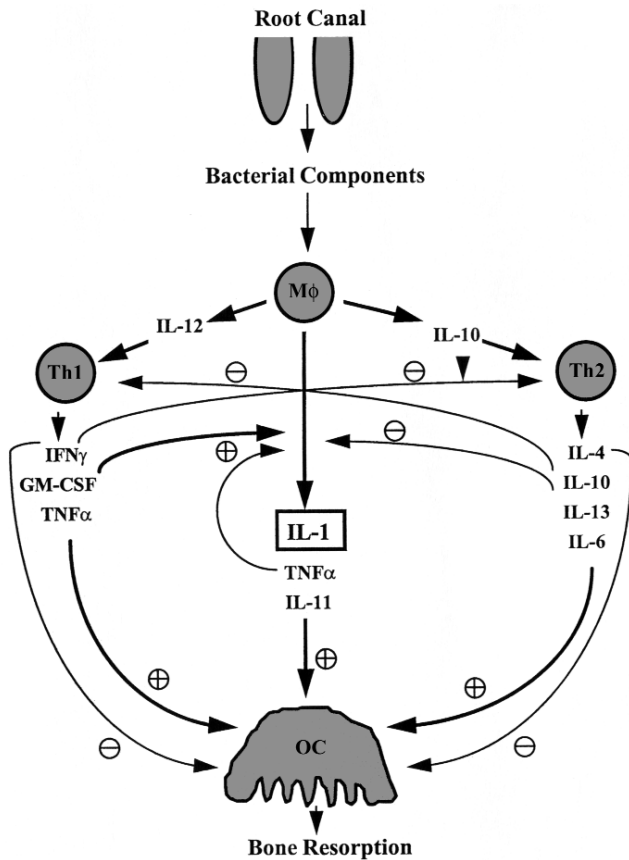 Root Canal
Bacterial Components
Mϕ
IL-12
IL-10
Th1
Th2
⊖
⊖
IFNγ
GM-CSF
TNFα
⊕
⊖
IL-4
IL-10
IL-13
IL-6
IL-1
TNFα
IL-11
⊕
⊕
⊕
⊖
OC
⊖
Bone Resorption